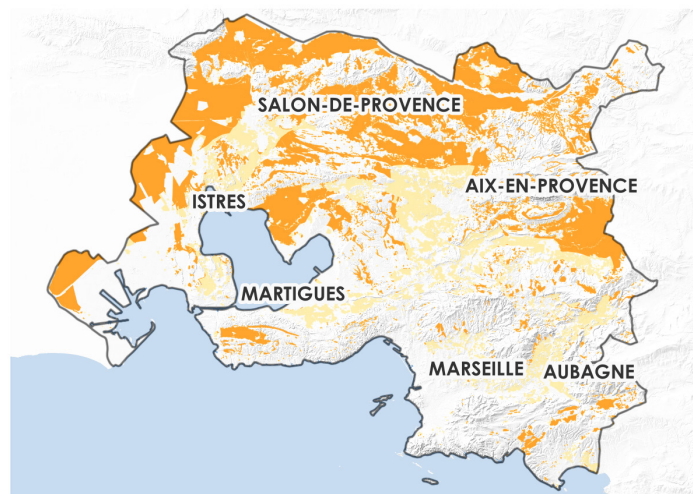 SALON-DE-PROVENCE
AIX-EN-PROVENCE
ISTRES
MARTIGUES
MARSEILLE
AUBAGNE